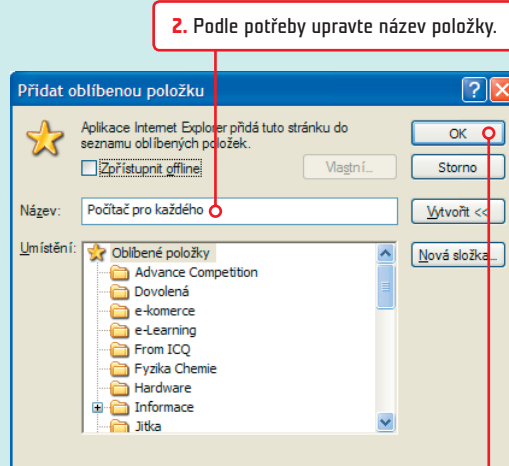 2. Podle potřeby upravte název položky.
Přidat oblíbenou položku
Aplikace Internet Explorer přidá tuto stránku do
seznamu oblíbených položek.
OK
Zpřístupnit offline
Vlastní...
Storno
Název:
Počítač pro každého
Vytvořit <<
Umístění:
Oblíbené položky
Nová složka...
Advance Competition
Dovolená
e-komerce
e-Learning
From ICQ
Fyzika Chemie
Hardware
Informace
Jitka